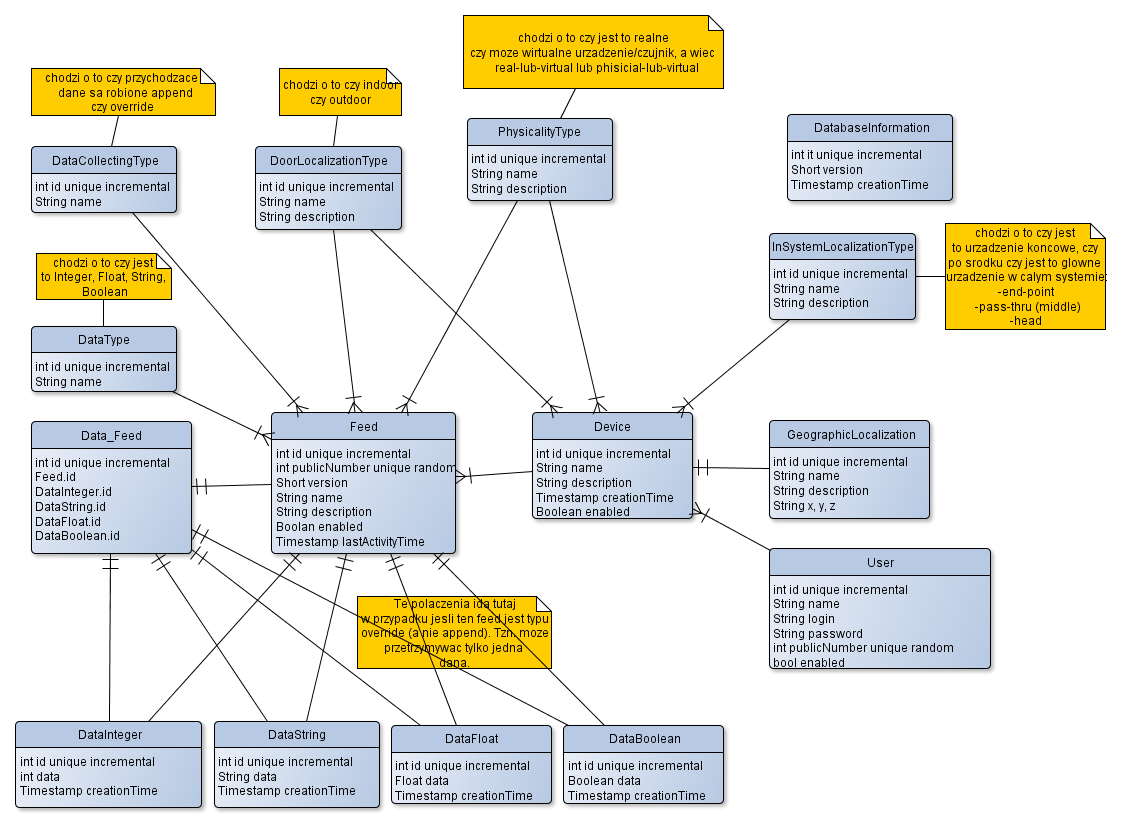 chodzi o to czy jest to realne
czy moze wirtualne urzadzenie/czujnik, a wiec
real-lub-virtual lub phisicial-lub-virtual
chodzi o to czy przychodzace
dane sa robione append
czy override
chodzi o to czy indoor
czy outdoor
PhysicalityType
int id unique incremental
String name
String description
DatabaseInformation
int it unique incremental
Short version
Timestamp creationTime
DataCollectingType
int id unique incremental
String name
DoorLocalizationType
int id unique incremental
String name
String description
InSystemLocalizationType
int id unique incremental
String name
String description
chodzi o to czy jest
to urzadzenie koncowe, czy
po srodku czy jest to glowne
urzadzenie w calym systemie:
-end-point
-pass-thru (middle)
-head
chodzi o to czy jest
to Integer, Float, String,
Boolean
DataType
int id unique incremental
String name
Data_Feed
int id unique incremental
Feed.id
DataInteger.id
DataString.id
DataFloat.id
DataBoolean.id
Feed
int id unique incremental
int publicNumber unique random
Short version
String name
String description
Boolan enabled
Timestamp lastActivityTime
Device
int id unique incremental
String name
String description
Timestamp creationTime
Boolean enabled
GeographicLocalization
int id unique incremental
String name
String description
String x, y, z
User
int id unique incremental
String name
String login
String password
int publicNumber unique random
bool enabled
Te polaczenia ida tutaj
w przypadku jesli ten feed jest typu
override (a nie append). Tzn. moze
przetrzymywac tylko jedna
dana.
DataInteger
int id unique incremental
int data
Timestamp creationTime
DataString
int id unique incremental
String data
Timestamp creationTime
DataFloat
int id unique incremental
Float data
Timestamp creationTime
DataBoolean
int id unique incremental
Boolean data
Timestamp creationTime